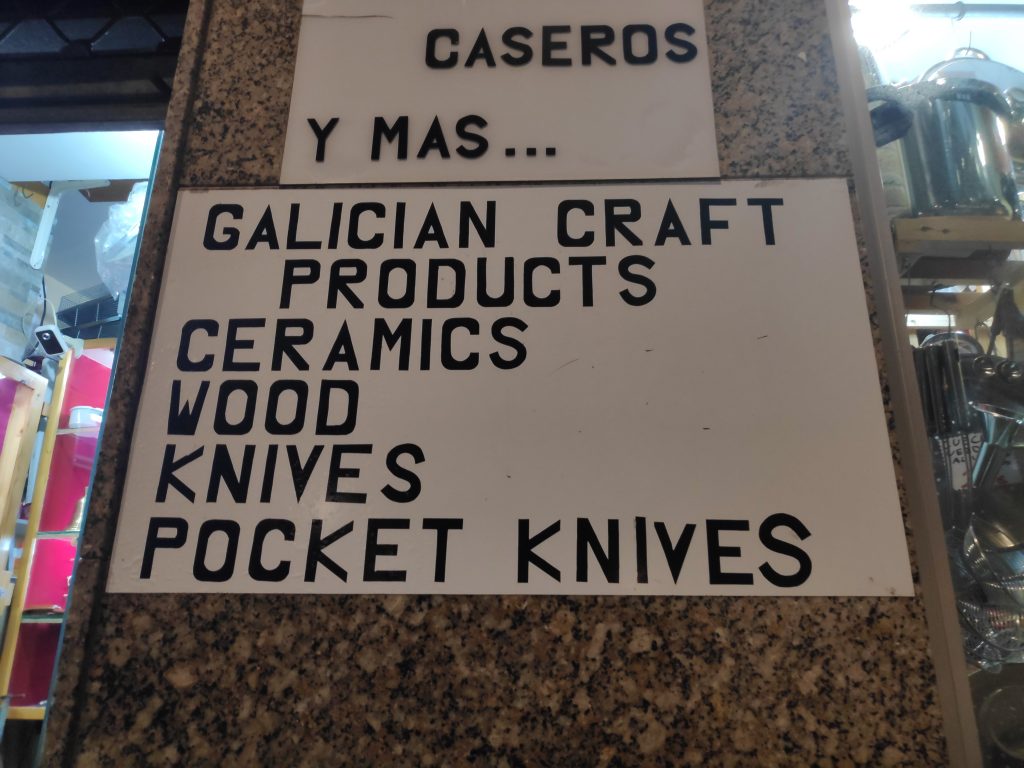 CASEROS
Y MAS...
GALICIAN CRAFT
PRODUCTS
CERAMICS
WOOD
KNIVES
POCKET KNIVES